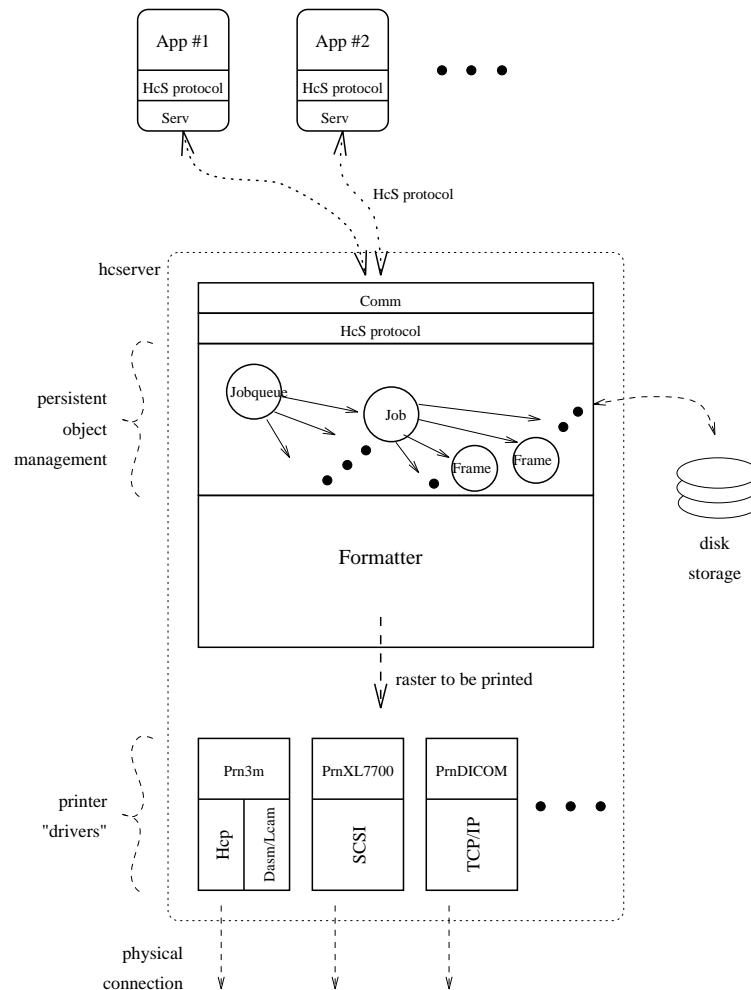 App #1
HcS protocol
Serv
App #2
HcS protocol
Serv
HcS protocol
hcserver
Comm
HcS protocol
persistent
object
management
Jobqueue
Job
Frame
Frame
disk
storage
Formatter
raster to be printed
printer
"drivers"
Prn3m
Hcp
Dasm/Lcam
PrnXL7700
SCSI
PrnDICOM
TCP/IP
physical
connection